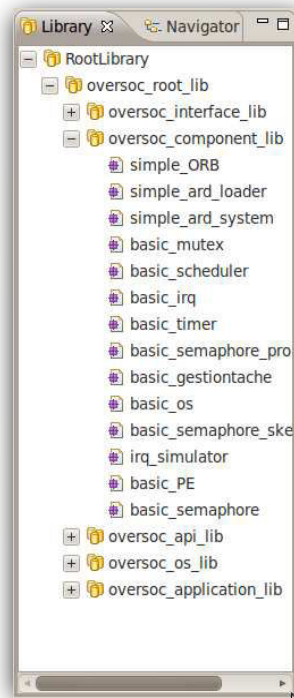 Library Navigator
RootLibrary
oversoc_root_lib
oversoc_interface_lib
oversoc_component_lib
simple_ORB
simple_ard_loader
simple_ard_system
basic_mutex
basic_scheduler
basic_irq
basic_timer
basic_semaphore_pro
basic_gestiontache
basic_os
basic_semaphore_ske
irq_simulator
basic_PE
basic_semaphore
oversoc_api_lib
oversoc_os_lib
oversoc_application_lib